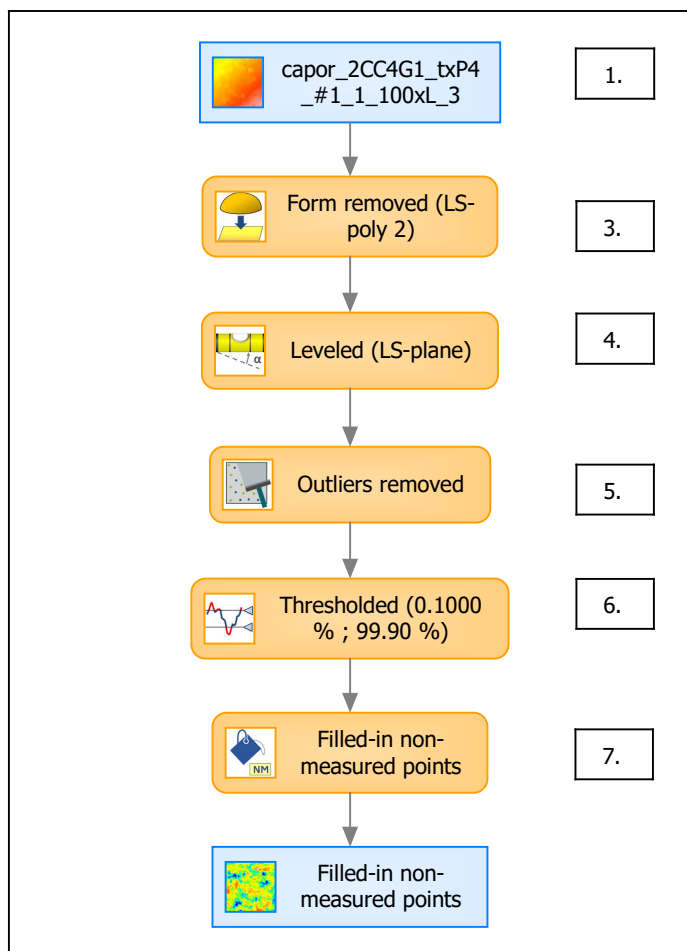 capor_2CC4G1_txP4
_#1_1_100xL_3
1.
Form removed (LS-
poly 2)
3.
α
Leveled (LS-plane)
4.
Outliers removed
5.
Thresholded (0.1000
% ; 99.90 %)
6.
NM
Filled-in non-
measured points
7.
Filled-in non-
measured points